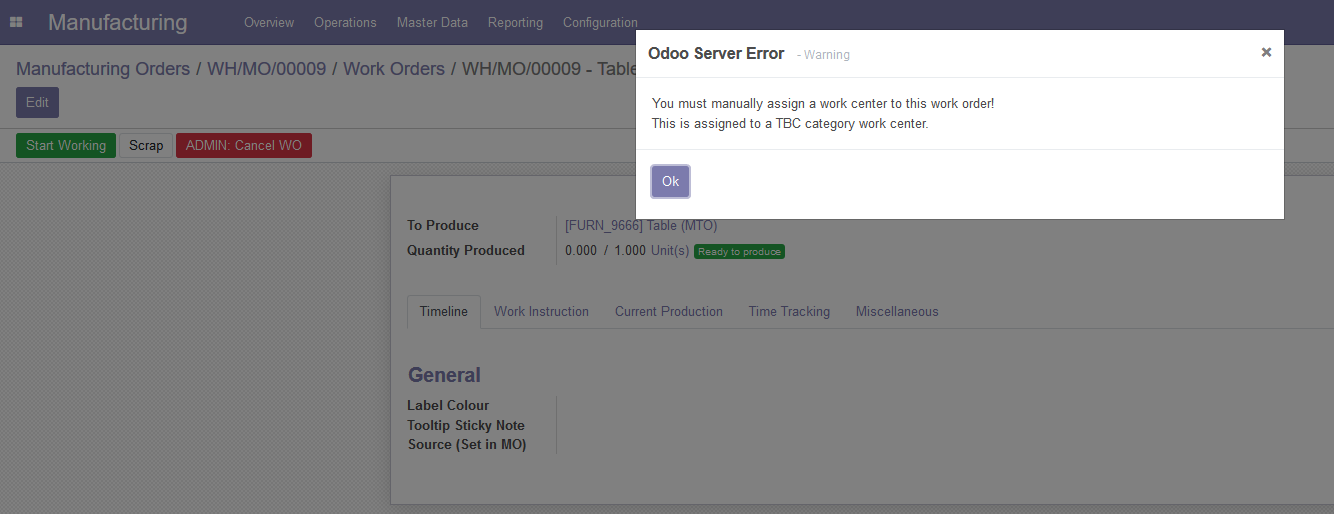 Manufacturing Overview Operations Master Data Reporting Configuration
Odoo Server Error - Warning ×
Manufacturing Orders / WH/MO/00009 / Work Orders / WH/MO/00009 - Table
Edit
You must manually assign a work center to this work order!
This is assigned to a TBC category work center.
Start Working Scrap ADMIN: Cancel WO
Ok
To Produce [FURN_9666] Table (MTO)
Quantity Produced 0.000 / 1.000 Unit(s) Ready to produce
Timeline Work Instruction Current Production Time Tracking Miscellaneous
General
Label Colour
Tooltip Sticky Note
Source (Set in MO)